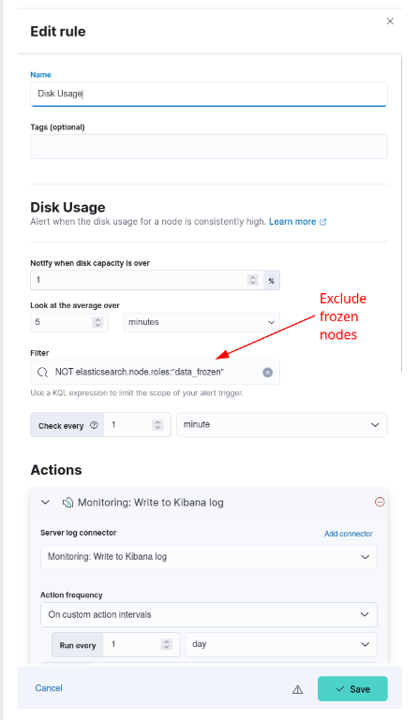 Edit rule
Name
Disk Usage
Tags (optional)
Disk Usage
Alert when the disk usage for a node is consistently high. Learn more
Notify when disk capacity is over
1 %
Look at the average over
5 minutes
Exclude
frozen
nodes
Filter
NOT elasticsearch.node.roles:"data_frozen"
Use a KQL expression to limit the scope of your alert trigger.
Check every 1 minute
Actions
Monitoring: Write to Kibana log
Server log connector Add connector
Monitoring: Write to Kibana log
Action frequency
On custom action intervals
Run every 1 day
Cancel Save